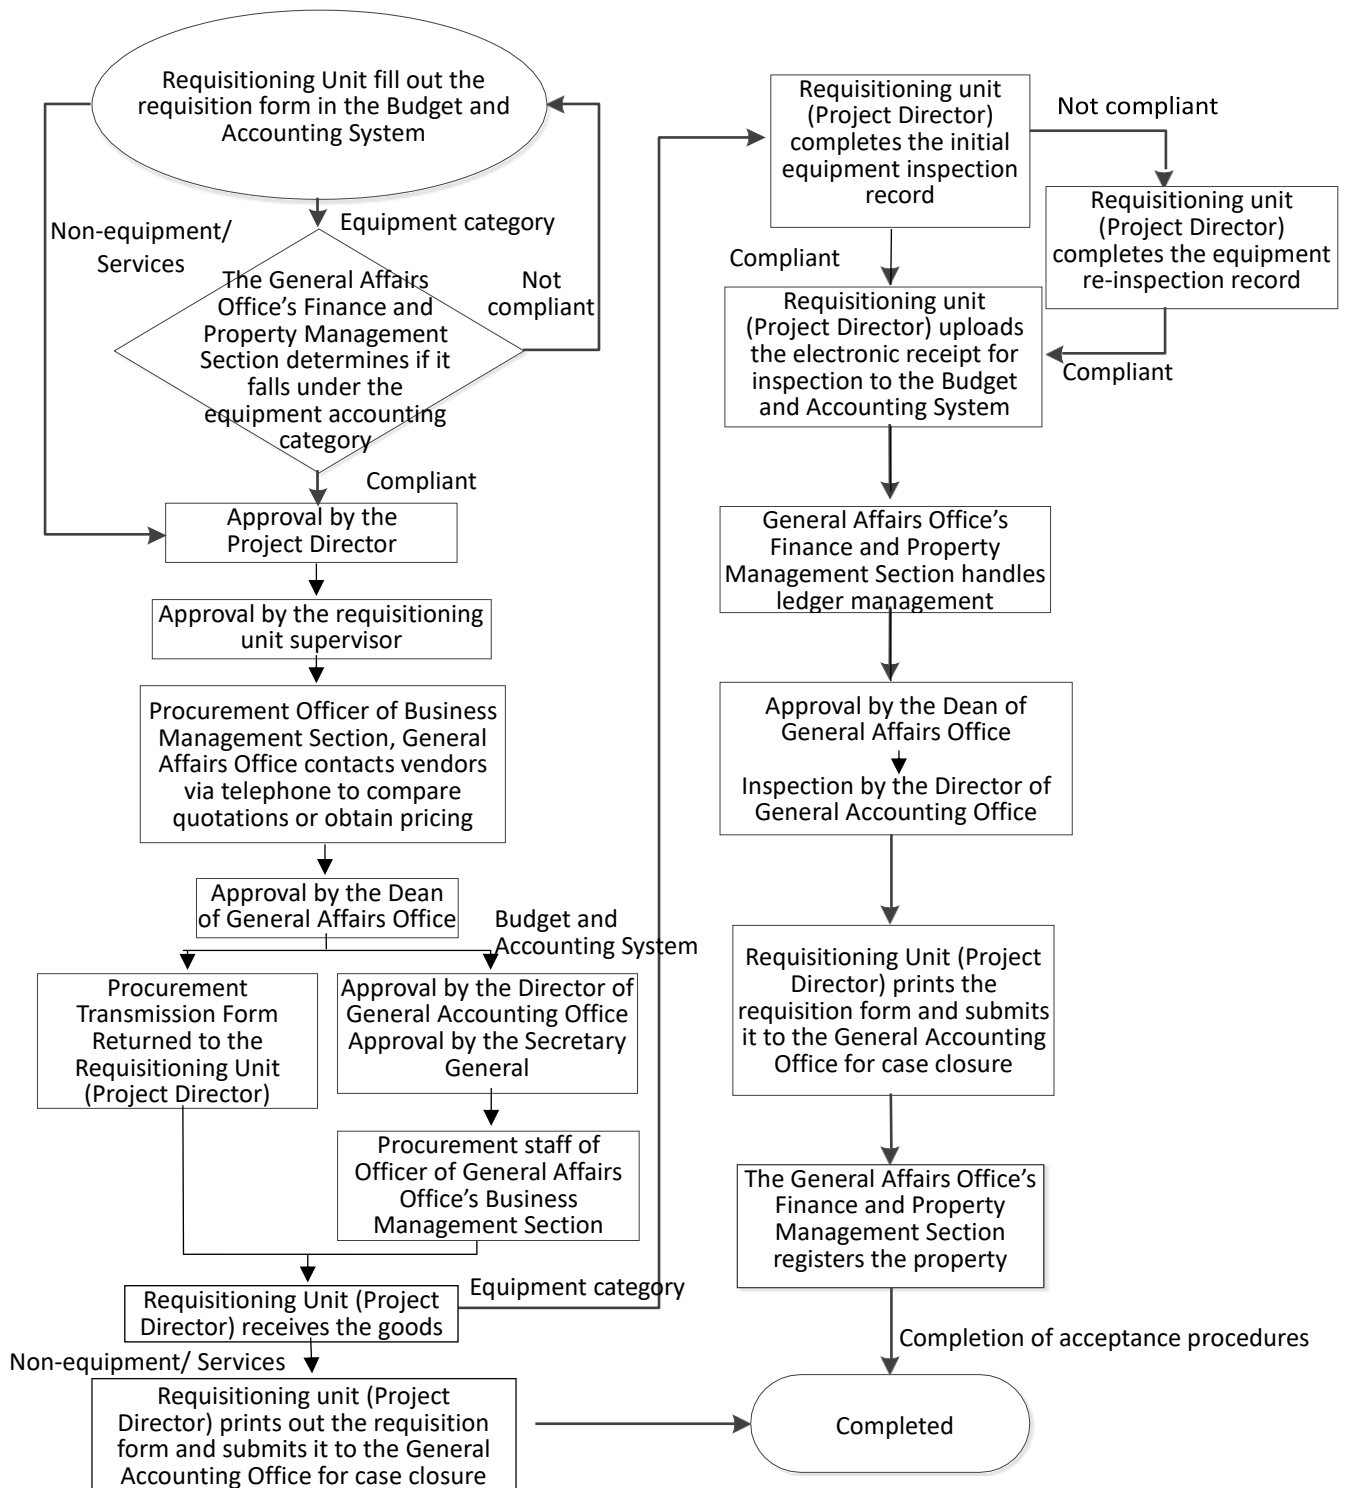 Requisitioning Unit fill out the
requisition form in the Budget and
Accounting System
Non-equipment/
Services
Equipment category
The General Affairs
Office’s Finance and
Property Management
Section determines if it
falls under the
equipment accounting
category
Not
compliant
Compliant
Approval by the
Project Director
Approval by the requisitioning
unit supervisor
Procurement Officer of Business
Management Section, General
Affairs Office contacts vendors
via telephone to compare
quotations or obtain pricing
Approval by the Dean
of General Affairs Office
Budget and
Accounting System
Procurement
Transmission Form
Returned to the
Requisitioning Unit
(Project Director)
Approval by the Director of
General Accounting Office
Approval by the Secretary
General
Procurement staff of
Officer of General Affairs
Office’s Business
Management Section
Requisitioning Unit (Project
Director) receives the goods
Equipment category
Non-equipment/ Services
Requisitioning unit (Project
Director) prints out the requisition
form and submits it to the General
Accounting Office for case closure
Requisitioning unit
(Project Director)
completes the initial
equipment inspection
record
Not compliant
Requisitioning unit
(Project Director)
completes the equipment
re-inspection record
Compliant
Compliant
Requisitioning unit
(Project Director) uploads
the electronic receipt for
inspection to the Budget
and Accounting System
General Affairs Office’s
Finance and Property
Management Section handles
ledger management
Approval by the Dean of
General Affairs Office
Inspection by the Director of
General Accounting Office
Requisitioning Unit (Project
Director) prints the
requisition form and submits
it to the General Accounting
Office for case closure
The General Affairs Office’s
Finance and Property
Management Section
registers the property
Completion of acceptance procedures
Completed